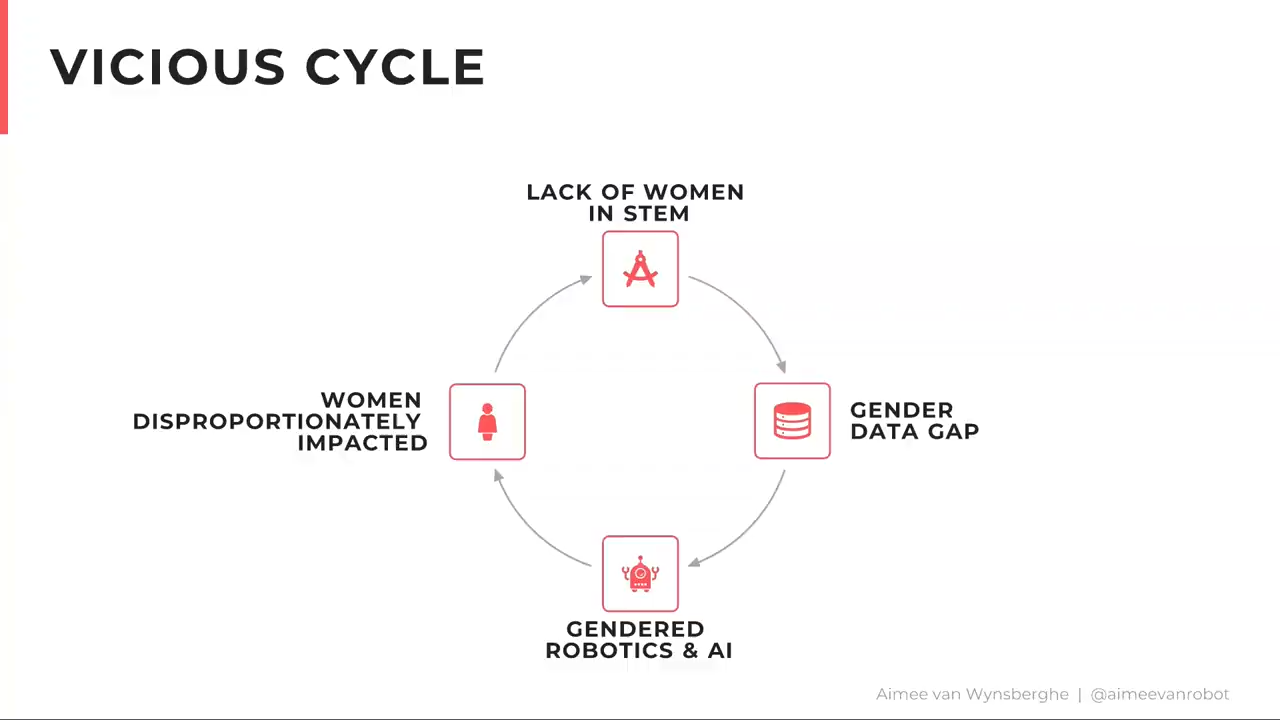 VICIOUS CYCLE
LACK OF WOMEN
IN STEM
GENDER
DATA GAP
GENDERED
ROBOTICS & AI
WOMEN
DISPROPORTIONATELY
IMPACTED
Aimee van Wynsberghe | @aimeevanrobot